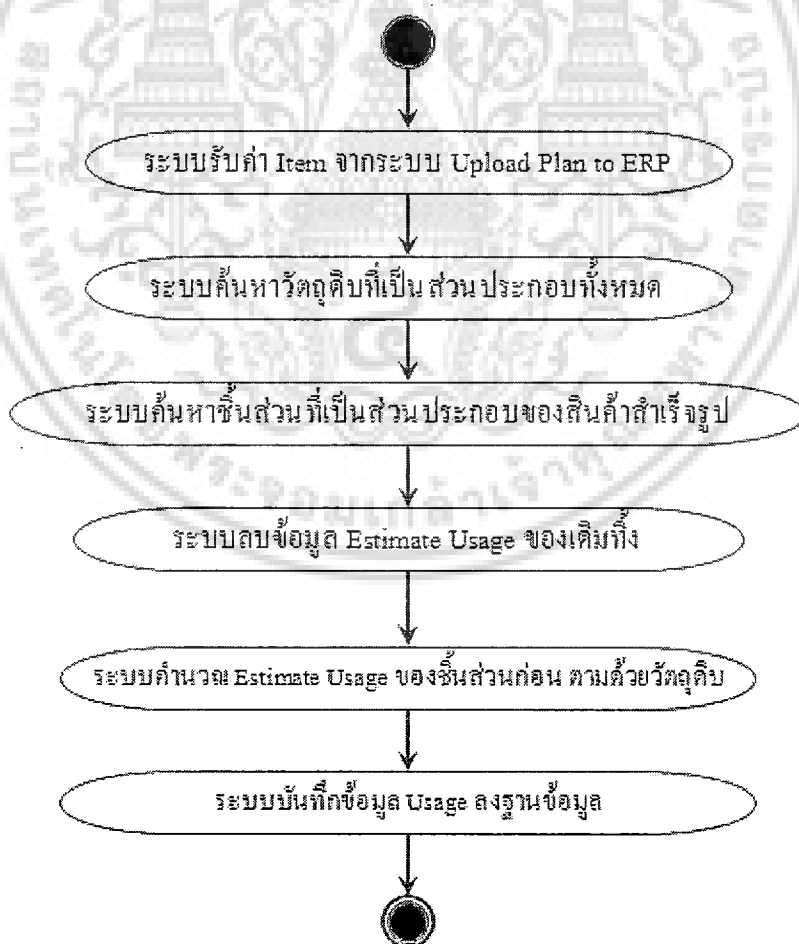 ระบบรับค่า Item จากระบบ Upload Plan to ERP
ระบบค้นหาวัตถุดิบที่เป็นส่วนประกอบทั้งหมด
ระบบค้นหาชิ้นส่วนที่เป็นส่วนประกอบของสินค้าสำเร็จรูป
ระบบลบข้อมูล Estimate Usage ของเดิมทิ้ง
ระบบคำนวณ Estimate Usage ของชิ้นส่วนก่อน ตามด้วยวัตถุดิบ
ระบบบันทึกข้อมูล Usage ลงฐานข้อมูล